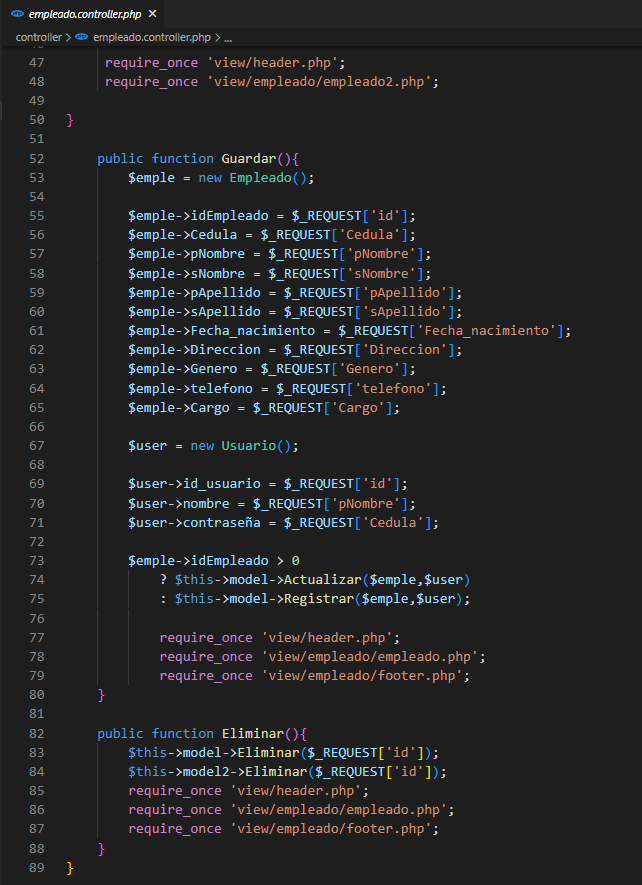 empleado.controller.php ×
controller > empleado.controller.php > ...
47 require_once 'view/header.php';
48 require_once 'view/empleado/empleado2.php';
49
50 }
51
52 public function Guardar(){
53 $emple = new Empleado();
54
55 $emple->idEmpleado = $_REQUEST['id'];
56 $emple->Cedula = $_REQUEST['Cedula'];
57 $emple->pNombre = $_REQUEST['pNombre'];
58 $emple->sNombre = $_REQUEST['sNombre'];
59 $emple->pApellido = $_REQUEST['pApellido'];
60 $emple->sApellido = $_REQUEST['sApellido'];
61 $emple->Fecha_nacimiento = $_REQUEST['Fecha_nacimiento'];
62 $emple->Direccion = $_REQUEST['Direccion'];
63 $emple->Genero = $_REQUEST['Genero'];
64 $emple->telefono = $_REQUEST['telefono'];
65 $emple->Cargo = $_REQUEST['Cargo'];
66
67 $user = new Usuario();
68
69 $user->id_usuario = $_REQUEST['id'];
70 $user->nombre = $_REQUEST['pNombre'];
71 $user->contraseña = $_REQUEST['Cedula'];
72
73 $emple->idEmpleado > 0
74 ? $this->model->Actualizar($emple,$user)
75 : $this->model->Registrar($emple,$user);
76
77 require_once 'view/header.php';
78 require_once 'view/empleado/empleado.php';
79 require_once 'view/empleado/footer.php';
80 }
81
82 public function Eliminar(){
83 $this->model->Eliminar($_REQUEST['id']);
84 $this->model2->Eliminar($_REQUEST['id']);
85 require_once 'view/header.php';
86 require_once 'view/empleado/empleado.php';
87 require_once 'view/empleado/footer.php';
88 }
89 }